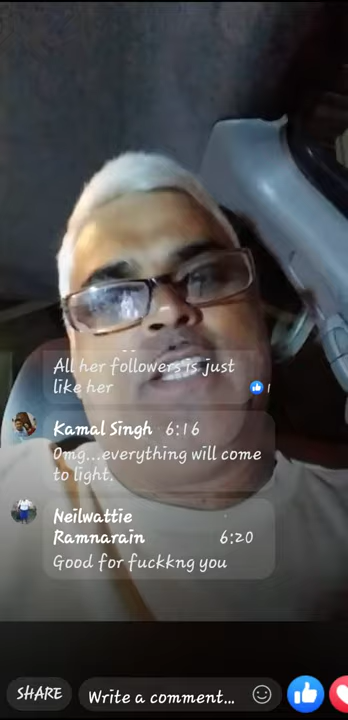 All her followers is just
like her
1
Kamal Singh 6:16
Omg...everything will come
to light.
Neilwattie
Ramnarain 6:20
Good for fuckkng you
SHARE
Write a comment...